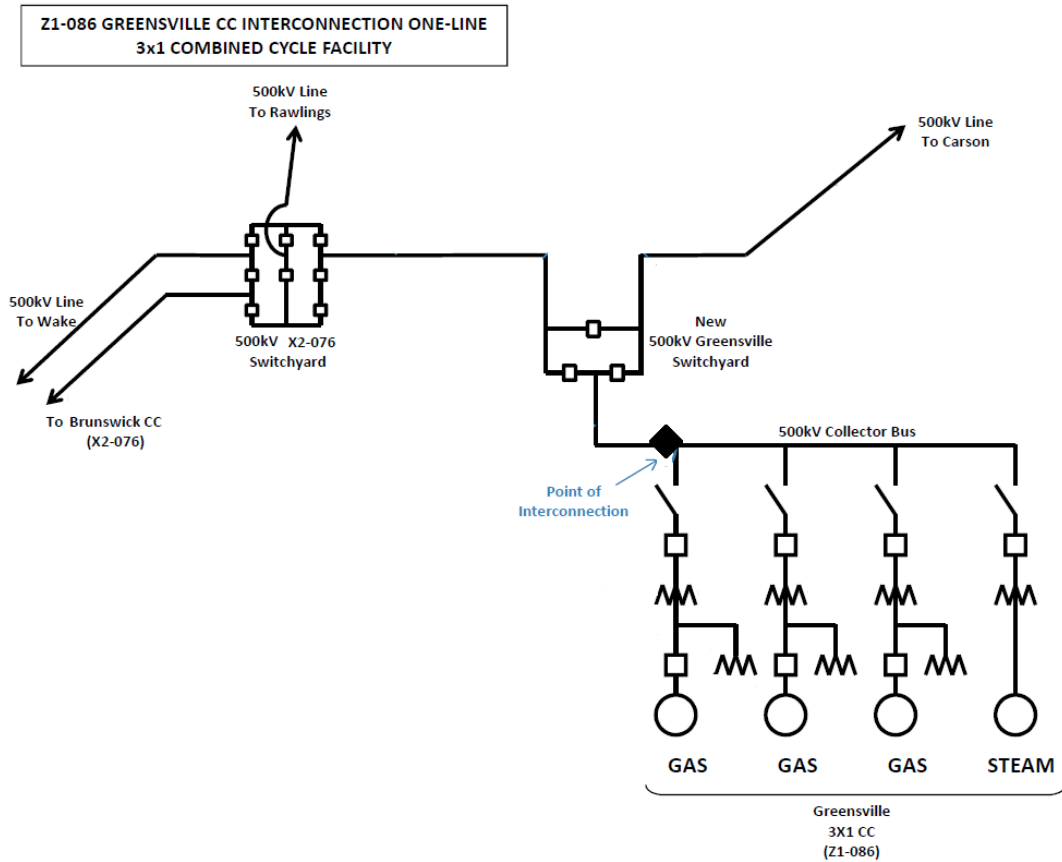 Z1-086 GREENSVILLE CC INTERCONNECTION ONE-LINE
3x1 COMBINED CYCLE FACILITY
500kV Line
To Rawlings
500kV Line
To Carson
500kV Line
To Wake
500kV X2-076
Switchyard
New
500kV Greensville
Switchyard
To Brunswick CC
(X2-076)
500kV Collector Bus
Point of
Interconnection
GAS
GAS
GAS
STEAM
Greensville
3X1 CC
(Z1-086)